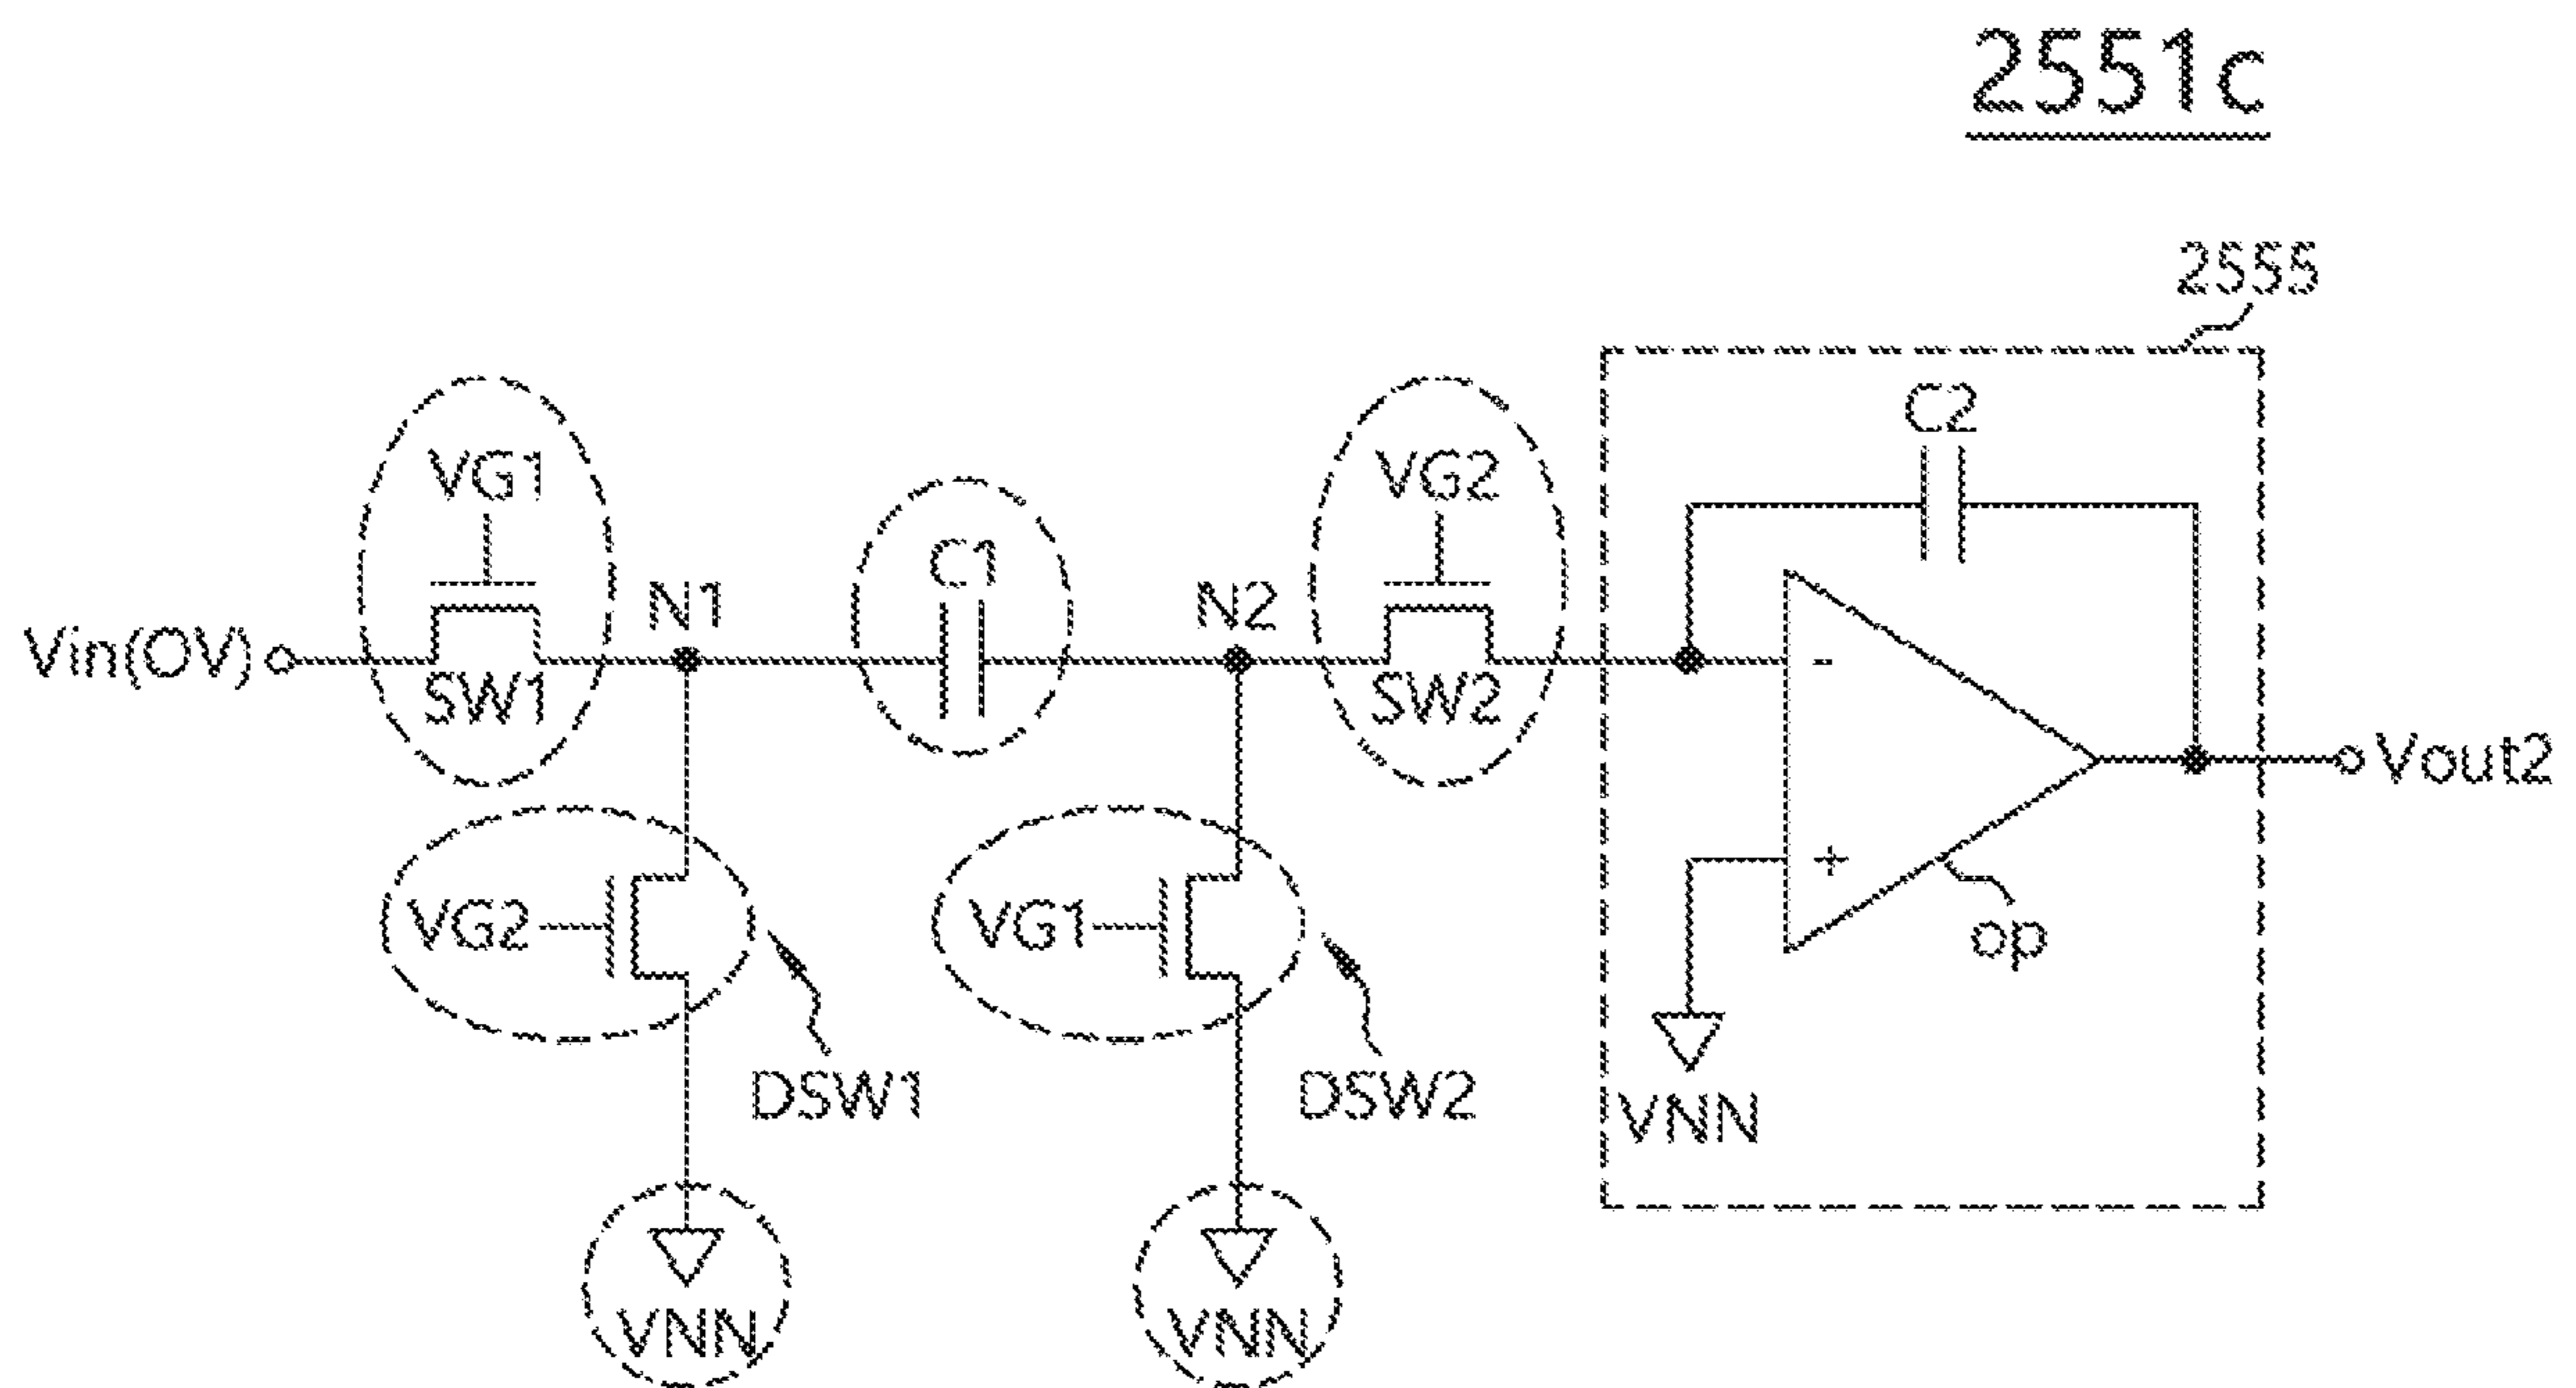 2551c
2555
C2
VG1
VG2
C1
N1
N2
Vin(0V)
SW1
SW2
-
Vout2
+
VG2
VG1
op
DSW1
DSW2
VNN
VNN
VNN